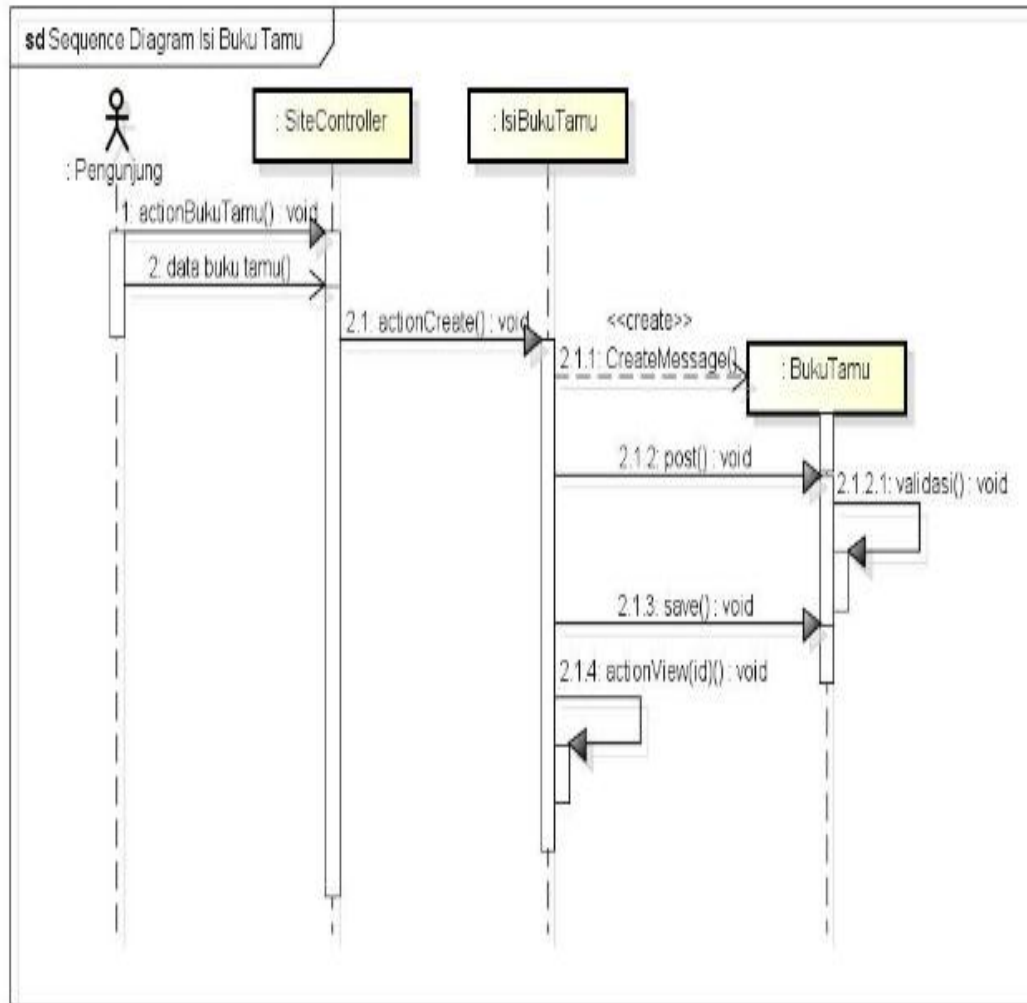 sd Sequence Diagram Isi Buku Tamu
: Pengunjung
: SiteController
: IsiBukuTamu
1: actionBukuTamu() : void
2: data buku tamu()
2.1: actionCreate() : void
<<create>>
2.1.1: CreateMessage()
: BukuTamu
2.1.2: post() : void
2.1.2.1: validasi() : void
2.1.3: save() : void
2.1.4: actionView(id)() : void